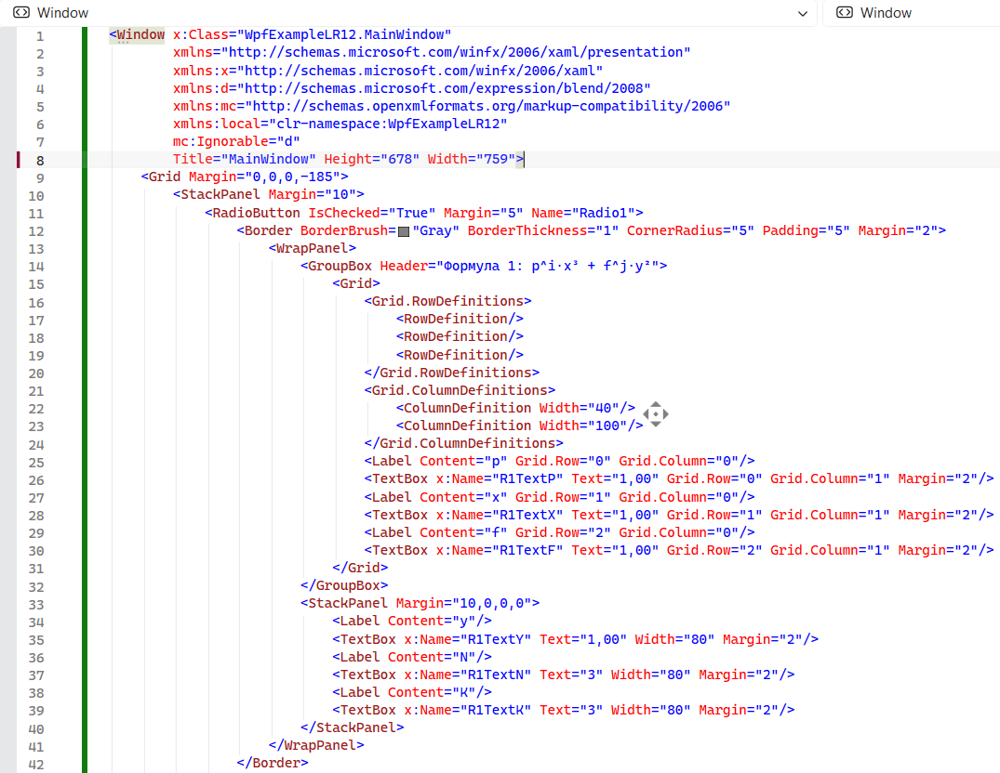 Window Window
1 <Window x:Class="WpfExampleLR12.MainWindow"
2 xmlns="http://schemas.microsoft.com/winfx/2006/xaml/presentation"
3 xmlns:x="http://schemas.microsoft.com/winfx/2006/xaml"
4 xmlns:d="http://schemas.microsoft.com/expression/blend/2008"
5 xmlns:mc="http://schemas.openxmlformats.org/markup-compatibility/2006"
6 xmlns:local="clr-namespace:WpfExampleLR12"
7 mc:Ignorable="d"
8 Title="MainWindow" Height="678" Width="759">
9 <Grid Margin="0,0,0,-185">
10 <StackPanel Margin="10">
11 <RadioButton IsChecked="True" Margin="5" Name="Radio1">
12 <Border BorderBrush="Gray" BorderThickness="1" CornerRadius="5" Padding="5" Margin="2">
13 <WrapPanel>
14 <GroupBox Header="Формула 1: p^i·x³ + f^j·y²">
15 <Grid>
16 <Grid.RowDefinitions>
17 <RowDefinition/>
18 <RowDefinition/>
19 <RowDefinition/>
20 </Grid.RowDefinitions>
21 <Grid.ColumnDefinitions>
22 <ColumnDefinition Width="40"/>
23 <ColumnDefinition Width="100"/>
24 </Grid.ColumnDefinitions>
25 <Label Content="p" Grid.Row="0" Grid.Column="0"/>
26 <TextBox x:Name="R1TextP" Text="1,00" Grid.Row="0" Grid.Column="1" Margin="2"/>
27 <Label Content="x" Grid.Row="1" Grid.Column="0"/>
28 <TextBox x:Name="R1TextX" Text="1,00" Grid.Row="1" Grid.Column="1" Margin="2"/>
29 <Label Content="f" Grid.Row="2" Grid.Column="0"/>
30 <TextBox x:Name="R1TextF" Text="1,00" Grid.Row="2" Grid.Column="1" Margin="2"/>
31 </Grid>
32 </GroupBox>
33 <StackPanel Margin="10,0,0,0">
34 <Label Content="y"/>
35 <TextBox x:Name="R1TextY" Text="1,00" Width="80" Margin="2"/>
36 <Label Content="N"/>
37 <TextBox x:Name="R1TextN" Text="3" Width="80" Margin="2"/>
38 <Label Content="K"/>
39 <TextBox x:Name="R1TextK" Text="3" Width="80" Margin="2"/>
40 </StackPanel>
41 </WrapPanel>
42 </Border>